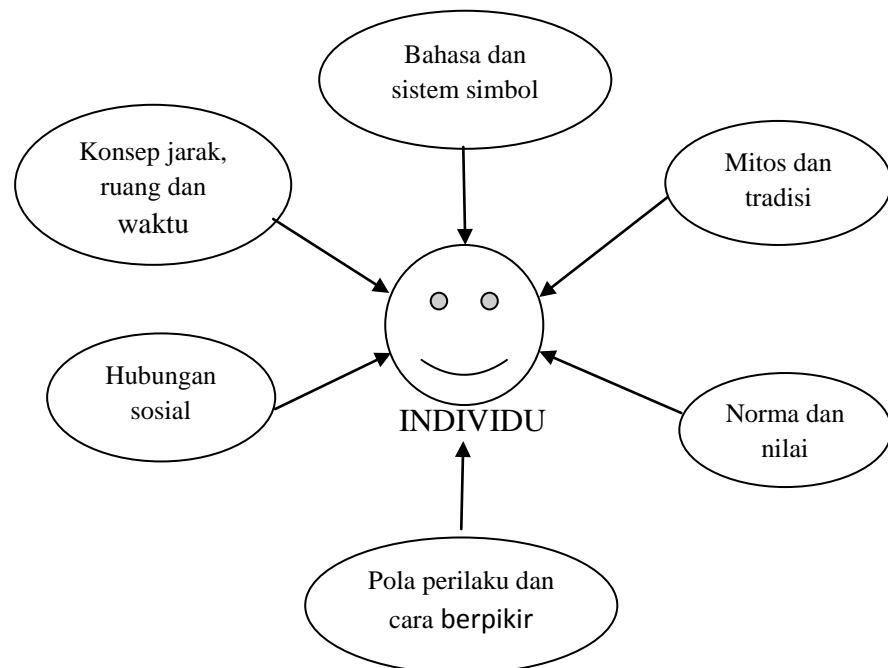 Bahasa dan
sistem simbol
Konsep jarak,
ruang dan
waktu
Mitos dan
tradisi
Hubungan
sosial
INDIVIDU
Norma dan
nilai
Pola perilaku dan
cara berpikir